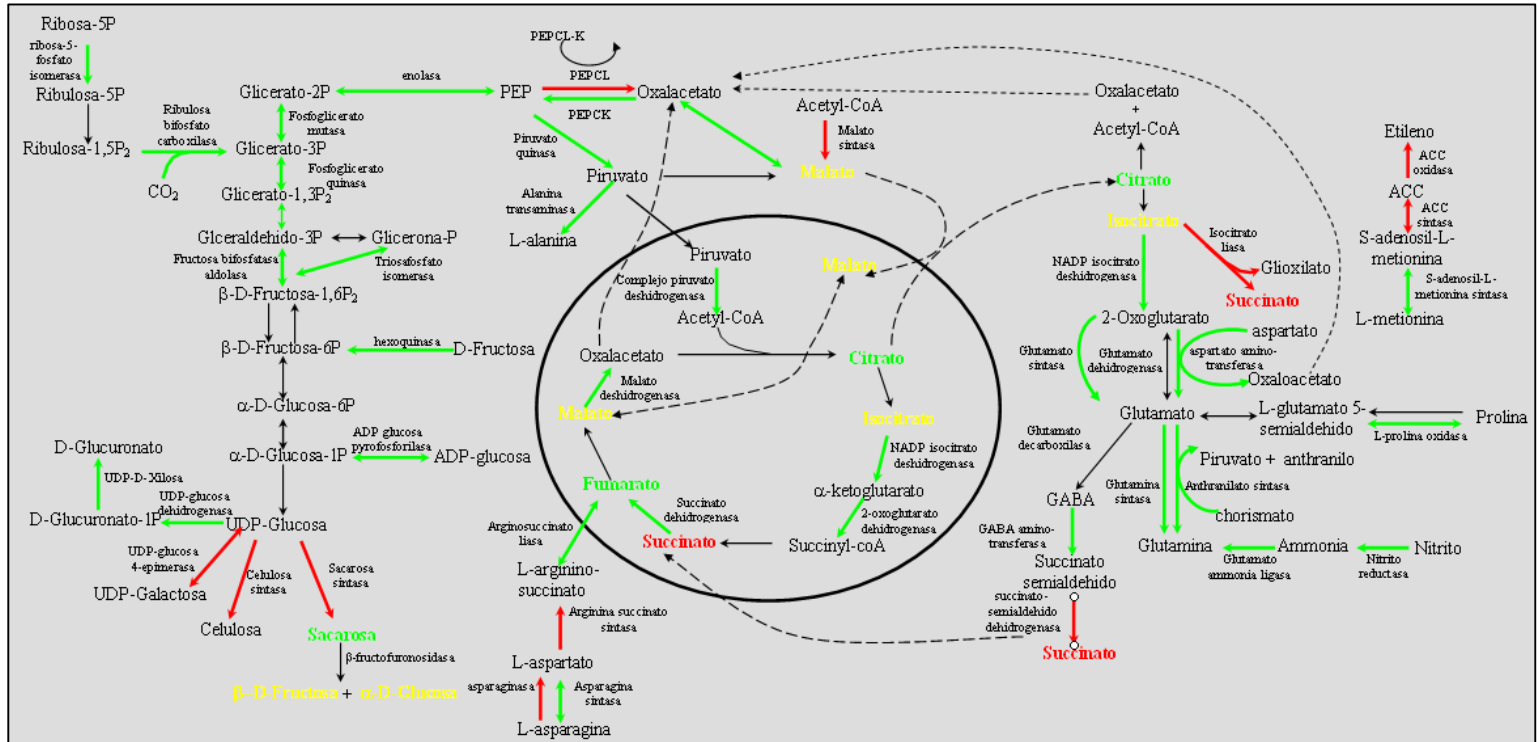 Ribosa-5P
ribosa-5-
fosfato
isomerasa
Ribulosa-5P
Ribulosa-1,5P2
Ribulosa
bifosfato
carboxilasa
CO2
Glicerato-2P
enolasa
Fosfoglicerato
mutasa
Glicerato-3P
Fosfoglicerato
quinasa
Glicerato-1,3P2
Glceraldehido-3P
Glicerona-P
Fructosa bifosfatasa
aldolasa
Triosafosfato
isomerasa
β-D-Fructosa-1,6P2
β-D-Fructosa-6P
hexoquinasa
D-Fructosa
α-D-Glucosa-6P
α-D-Glucosa-1P
ADP glucosa
pyrofosforilasa
ADP-glucosa
D-Glucuronato
UDP-D-Xilosa
UDP-glucosa
dehidrogenasa
D-Glucuronato-1P
UDP-Glucosa
UDP-glucosa
4-epimerasa
UDP-Galactosa
Celulosa
sintasa
Celulosa
Sacarosa
sintasa
Sacarosa
β-fructofuronosidasa
β-D-Fructosa + α-D-Glucosa
PEPCL-K
PEP
PEPCL
PEPCK
Oxalacetato
Piruvato
quinasa
Piruvato
Alanina
transaminasa
L-alanina
Acetyl-CoA
Malato
sintasa
Malato
Piruvato
Complejo piruvato
deshidrogenasa
Acetyl-CoA
Malato
Oxalacetato
Citrato
Malato
deshidrogenasa
Malato
Isocitrato
NADP isocitrato
deshidrogenasa
Fumarato
α-ketoglutarato
Succinato
dehidrogenasa
2-oxoglutarato
dehidrogenasa
Succinato
Succinyl-coA
Arginosuccinato
liasa
L-arginino-
succinato
Arginina succinato
sintasa
L-aspartato
asparaginasa
Asparagina
sintasa
L-asparagina
Oxalacetato
+
Acetyl-CoA
Citrato
Isocitrato
Isocitrato
liasa
NADP isocitrato
deshidrogenasa
Glioxilato
Succinato
2-Oxoglutarato
aspartato
Glutamato
sintasa
Glutamato
dehidrogenasa
aspartato amino-
transferasa
Oxaloacetato
Glutamato
L-glutamato 5-
semialdehido
Prolina
L-prolina oxidasa
Glutamato
decarboxilasa
Piruvato + anthranilo
Glutamina
sintasa
Anthranilato sintasa
GABA
chorismato
GABA amino-
transferasa
Glutamina
Ammonia
Nitrito
Glutamato
ammonia ligasa
Nitrito
reductasa
Succinato
semialdehido
succinato-
semialdehido
dehidrogenasa
Succinato
Etileno
ACC
oxidasa
ACC
ACC
sintasa
S-adenosil-L-
metionina
S-adenosil-L-
metionina sintasa
L-metionina